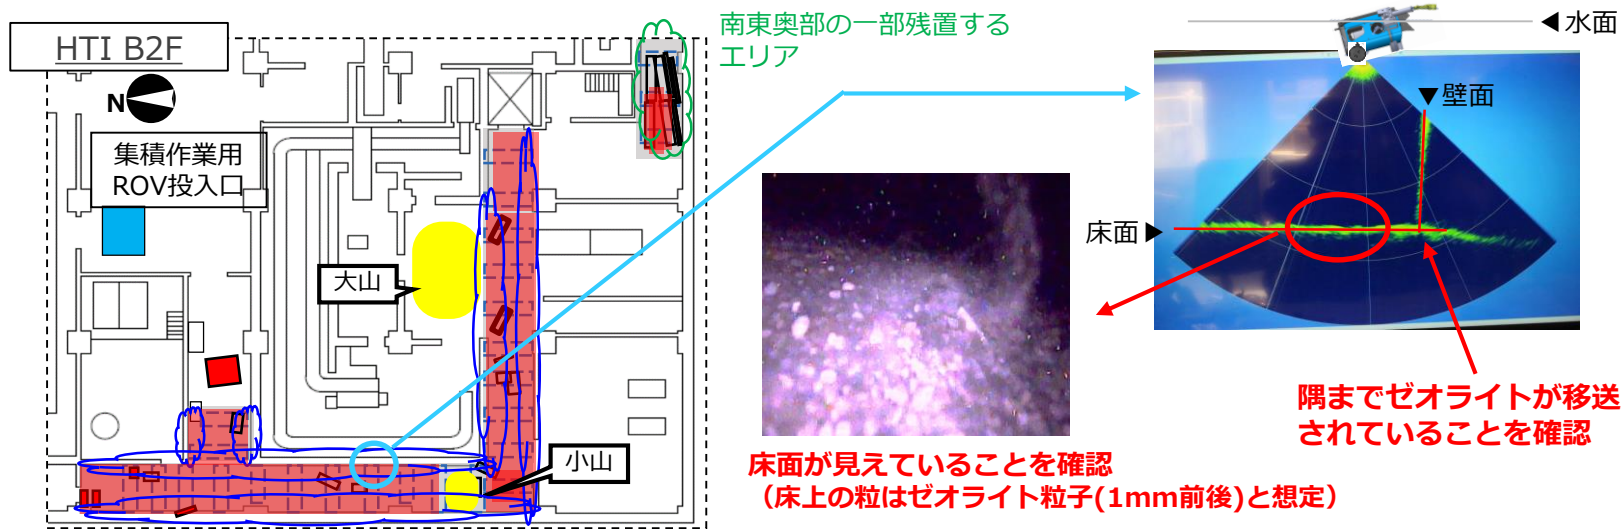 HTI B2F
N
集積作業用
ROV投入口
大山
小山
南東奥部の一部残置する
エリア
◀水面
▼壁面
床面▶
床面が見えていることを確認
（床上の粒はゼオライト粒子(1mm前後)と想定）
隅までゼオライトが移送
されていることを確認